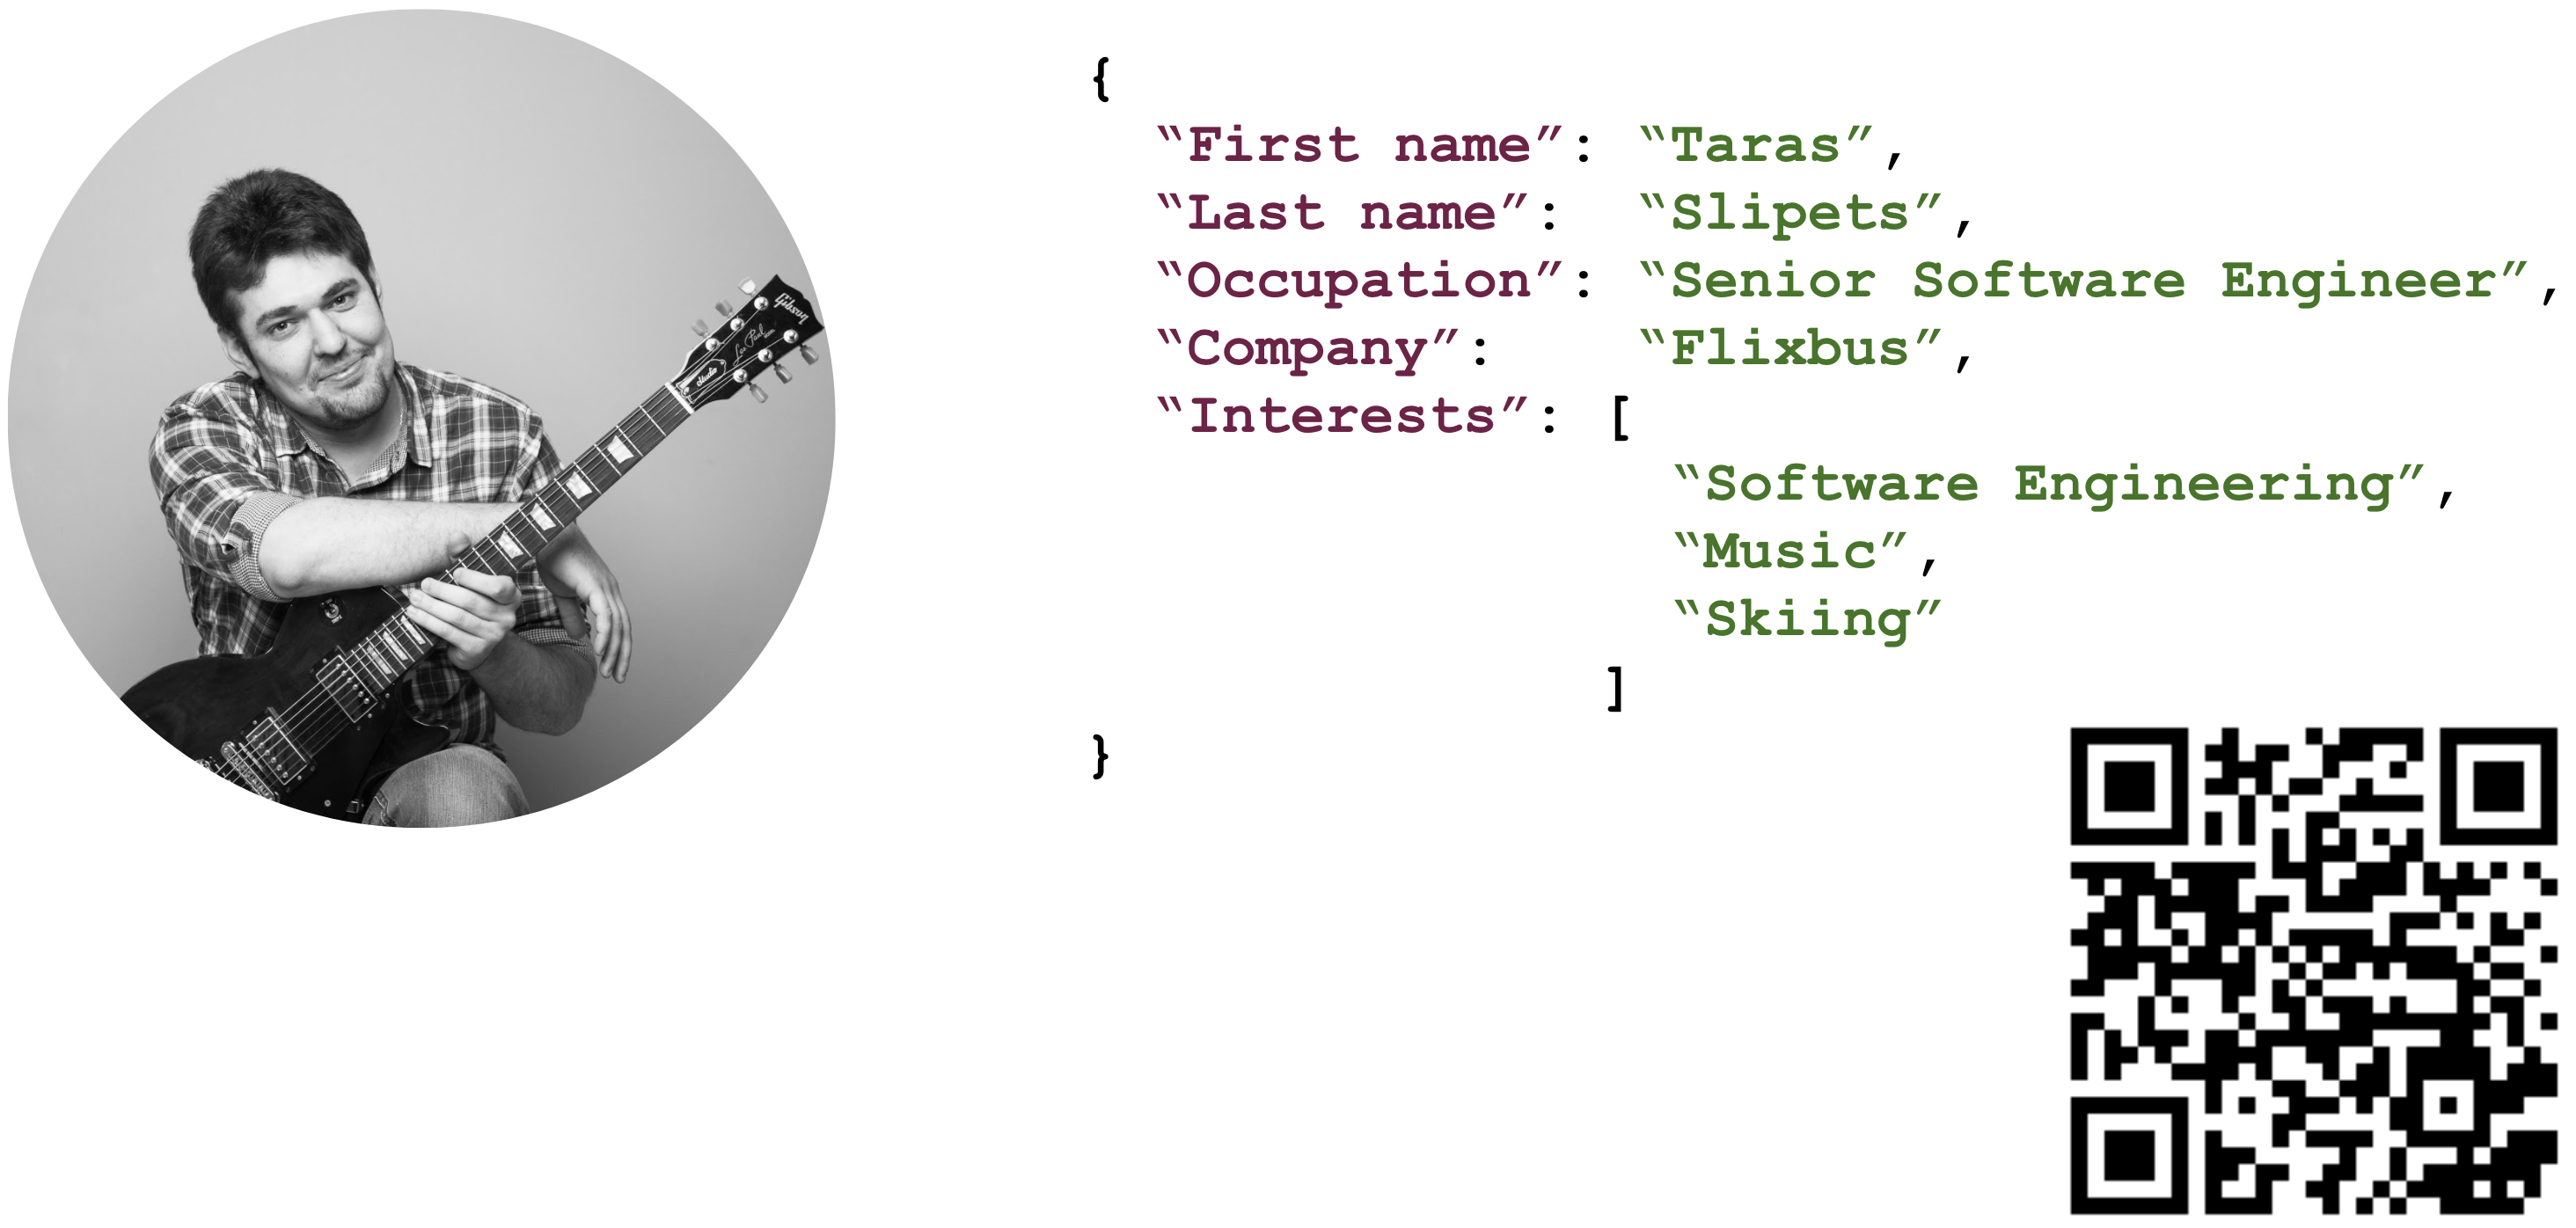 Gibson
Les Paul
Studio
{
“First name”: “Taras”,
“Last name”: “Slipets”,
“Occupation”: “Senior Software Engineer”,
“Company”: “Flixbus”,
“Interests”: [
“Software Engineering”,
“Music”,
“Skiing”
]
}